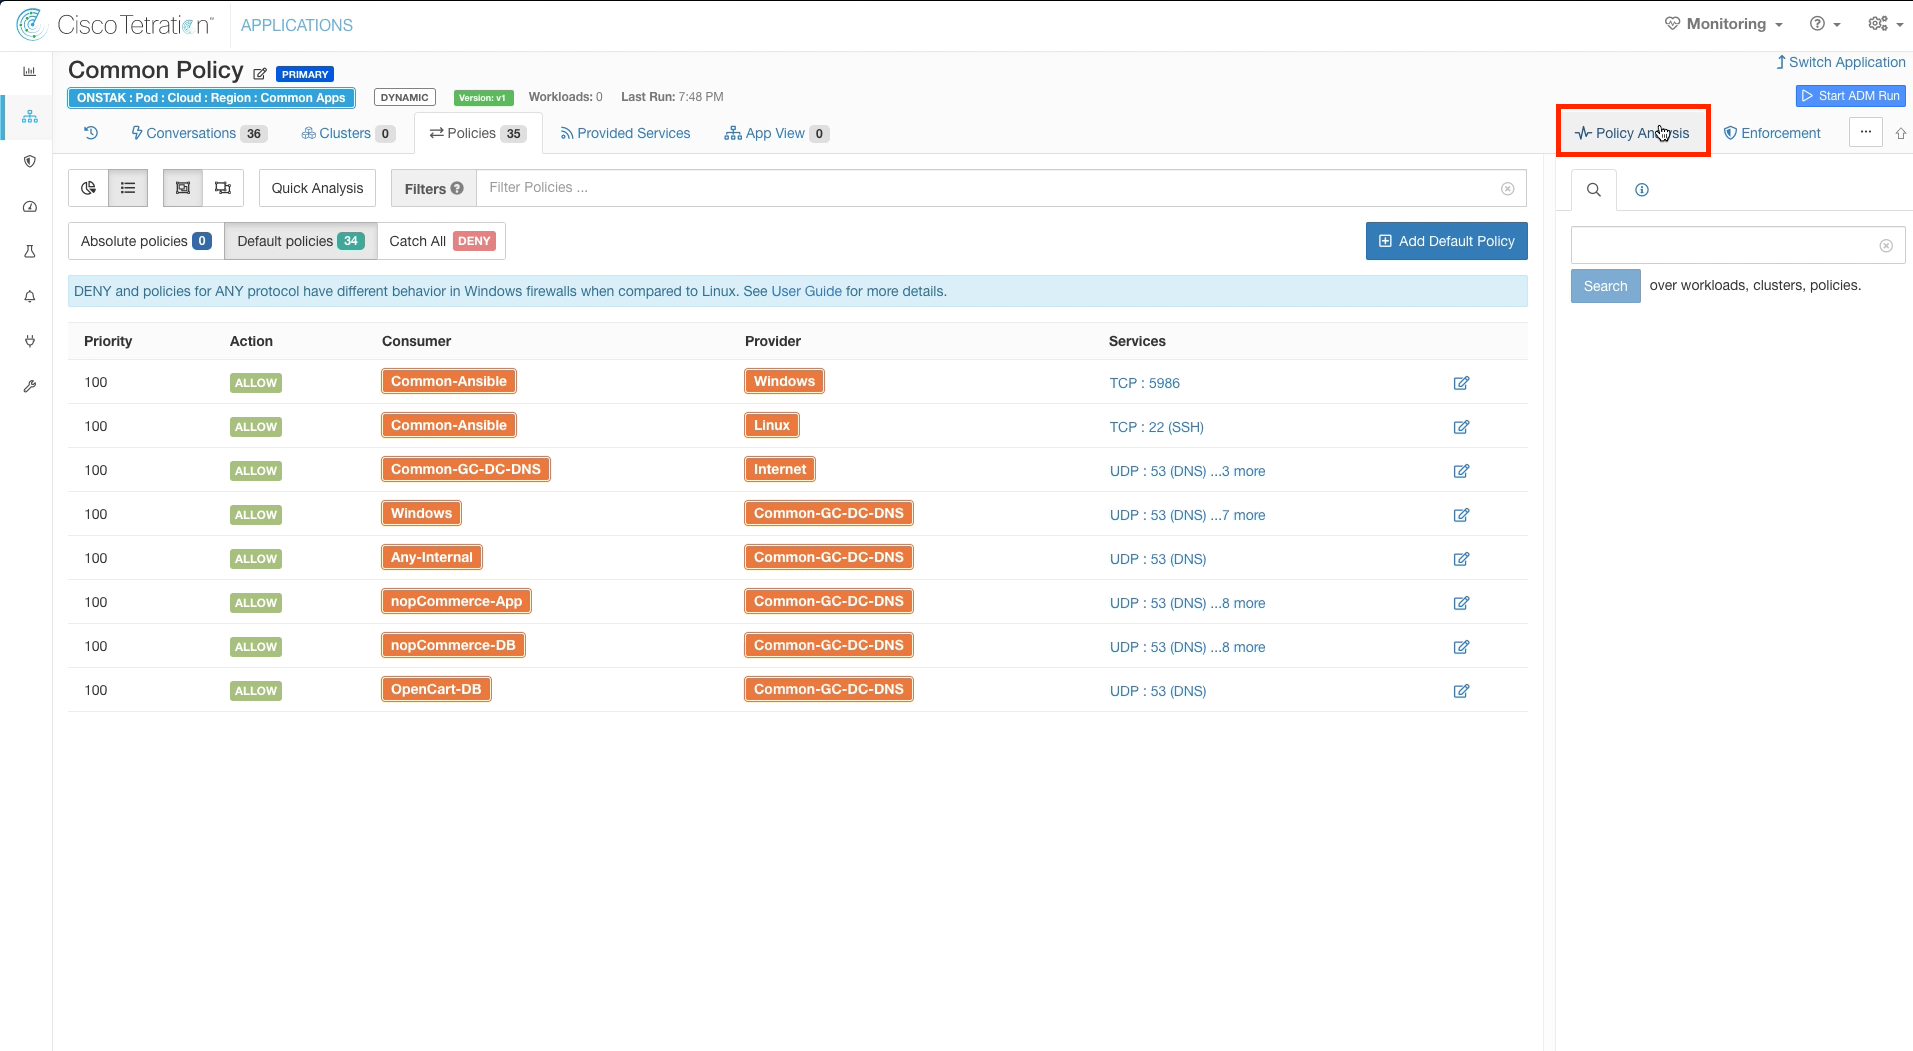 Cisco Tetration™ APPLICATIONS Monitoring
Common Policy PRIMARY
Switch Application
ONSTAK : Pod : Cloud : Region : Common Apps DYNAMIC Version: v1 Workloads: 0 Last Run: 7:48 PM
Start ADM Run
Conversations 36 Clusters 0 Policies 35 Provided Services App View 0 Policy Analysis Enforcement ...
Quick Analysis Filters ? Filter Policies ...
Absolute policies 0 Default policies 34 Catch All DENY Add Default Policy
DENY and policies for ANY protocol have different behavior in Windows firewalls when compared to Linux. See User Guide for more details.
Search over workloads, clusters, policies.
Priority Action Consumer Provider Services
100 ALLOW Common-Ansible Windows TCP : 5986
100 ALLOW Common-Ansible Linux TCP : 22 (SSH)
100 ALLOW Common-GC-DC-DNS Internet UDP : 53 (DNS) ...3 more
100 ALLOW Windows Common-GC-DC-DNS UDP : 53 (DNS) ...7 more
100 ALLOW Any-Internal Common-GC-DC-DNS UDP : 53 (DNS)
100 ALLOW nopCommerce-App Common-GC-DC-DNS UDP : 53 (DNS) ...8 more
100 ALLOW nopCommerce-DB Common-GC-DC-DNS UDP : 53 (DNS) ...8 more
100 ALLOW OpenCart-DB Common-GC-DC-DNS UDP : 53 (DNS)